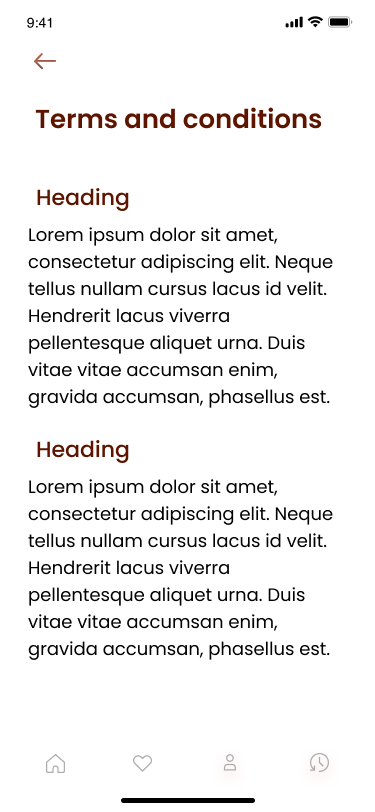 9:41
Terms and conditions
Heading
Lorem ipsum dolor sit amet,
consectetur adipiscing elit. Neque
tellus nullam cursus lacus id velit.
Hendrerit lacus viverra
pellentesque aliquet urna. Duis
vitae vitae accumsan enim,
gravida accumsan, phasellus est.
Heading
Lorem ipsum dolor sit amet,
consectetur adipiscing elit. Neque
tellus nullam cursus lacus id velit.
Hendrerit lacus viverra
pellentesque aliquet urna. Duis
vitae vitae accumsan enim,
gravida accumsan, phasellus est.